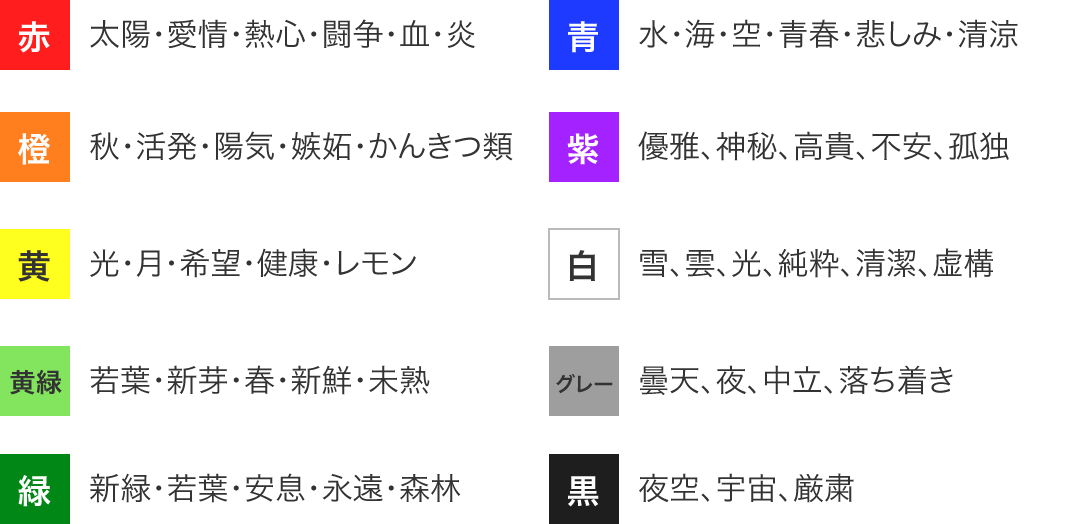 赤 太陽・愛情・熱心・闘争・血・炎
橙 秋・活発・陽気・嫉妬・かんきつ類
黄 光・月・希望・健康・レモン
黄緑 若葉・新芽・春・新鮮・未熟
緑 新緑・若葉・安息・永遠・森林
青 水・海・空・青春・悲しみ・清涼
紫 優雅、神秘、高貴、不安、孤独
白 雪、雲、光、純粋、清潔、虚構
グレー 曇天、夜、中立、落ち着き
黒 夜空、宇宙、厳粛